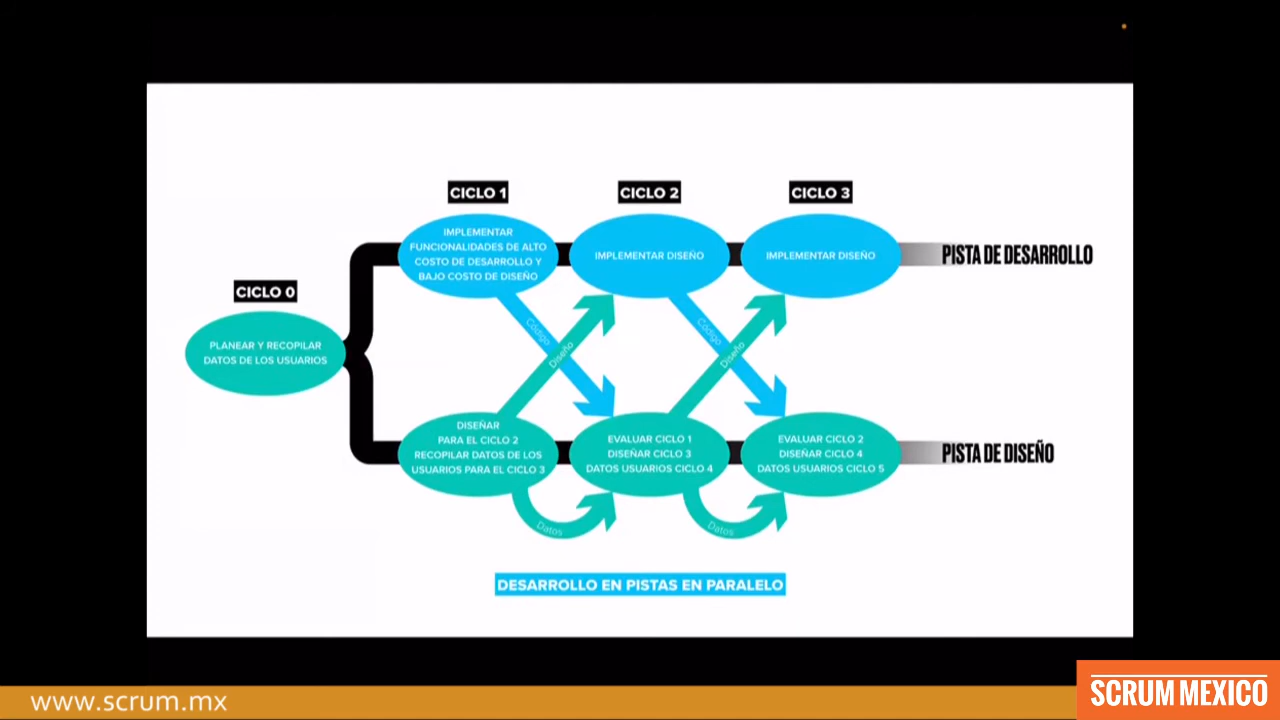 CICLO 0
PLANEAR Y RECOPILAR
DATOS DE LOS USUARIOS
CICLO 1
IMPLEMENTAR
FUNCIONALIDADES DE ALTO
COSTO DE DESARROLLO Y
BAJO COSTO DE DISEÑO
CICLO 2
IMPLEMENTAR DISEÑO
CICLO 3
IMPLEMENTAR DISEÑO
PISTA DE DESARROLLO
Código
Diseño
Código
Diseño
DISEÑAR
PARA EL CICLO 2
RECOPILAR DATOS DE LOS
USUARIOS PARA EL CICLO 3
EVALUAR CICLO 1
DISEÑAR CICLO 3
DATOS USUARIOS CICLO 4
EVALUAR CICLO 2
DISEÑAR CICLO 4
DATOS USUARIOS CICLO 5
PISTA DE DISEÑO
Datos
Datos
DESARROLLO EN PISTAS EN PARALELO
www.scrum.mx
SCRUM MEXICO